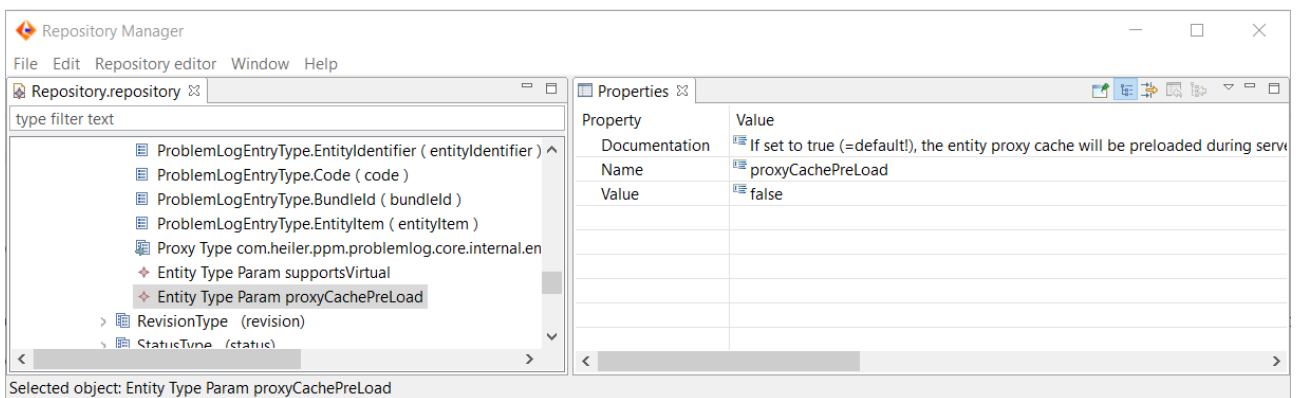 Repository Manager
File Edit Repository editor Window Help
Repository.repository
type filter text
ProblemLogEntryType.EntityIdentifier ( entityIdentifier )
ProblemLogEntryType.Code ( code )
ProblemLogEntryType.BundleId ( bundleId )
ProblemLogEntryType.EntityItem ( entityItem )
Proxy Type com.heiler.ppm.problemlog.core.internal.en
Entity Type Param supportsVirtual
Entity Type Param proxyCachePreLoad
RevisionType (revision)
StatusType (status)
Properties
Property Value
Documentation If set to true (=default!), the entity proxy cache will be preloaded during serve
Name proxyCachePreLoad
Value false
Selected object: Entity Type Param proxyCachePreLoad